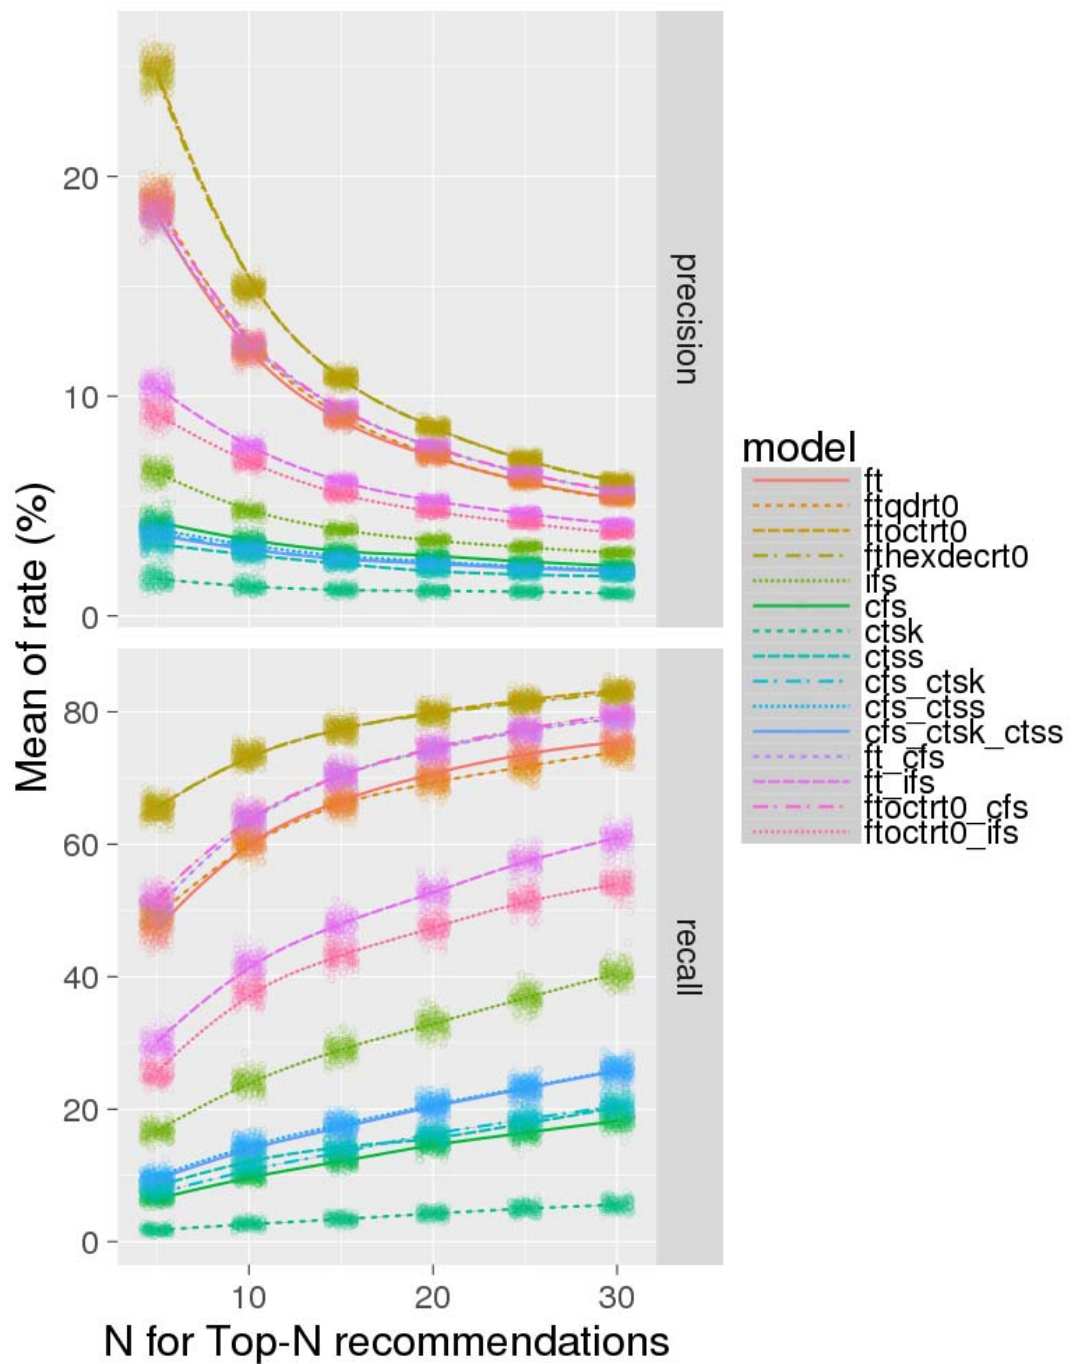 Mean of rate (%)
20
10
0
precision
80
60
40
20
0
recall
10 20 30
N for Top-N recommendations
model
ft
ftqdrt0
ftoctrt0
fthexdecrt0
ifs
cfs
ctsk
ctss
cfs_ctsk
cfs_ctss
cfs_ctsk_ctss
ft_cfs
ft_ifs
ftoctrt0_cfs
ftoctrt0_ifs